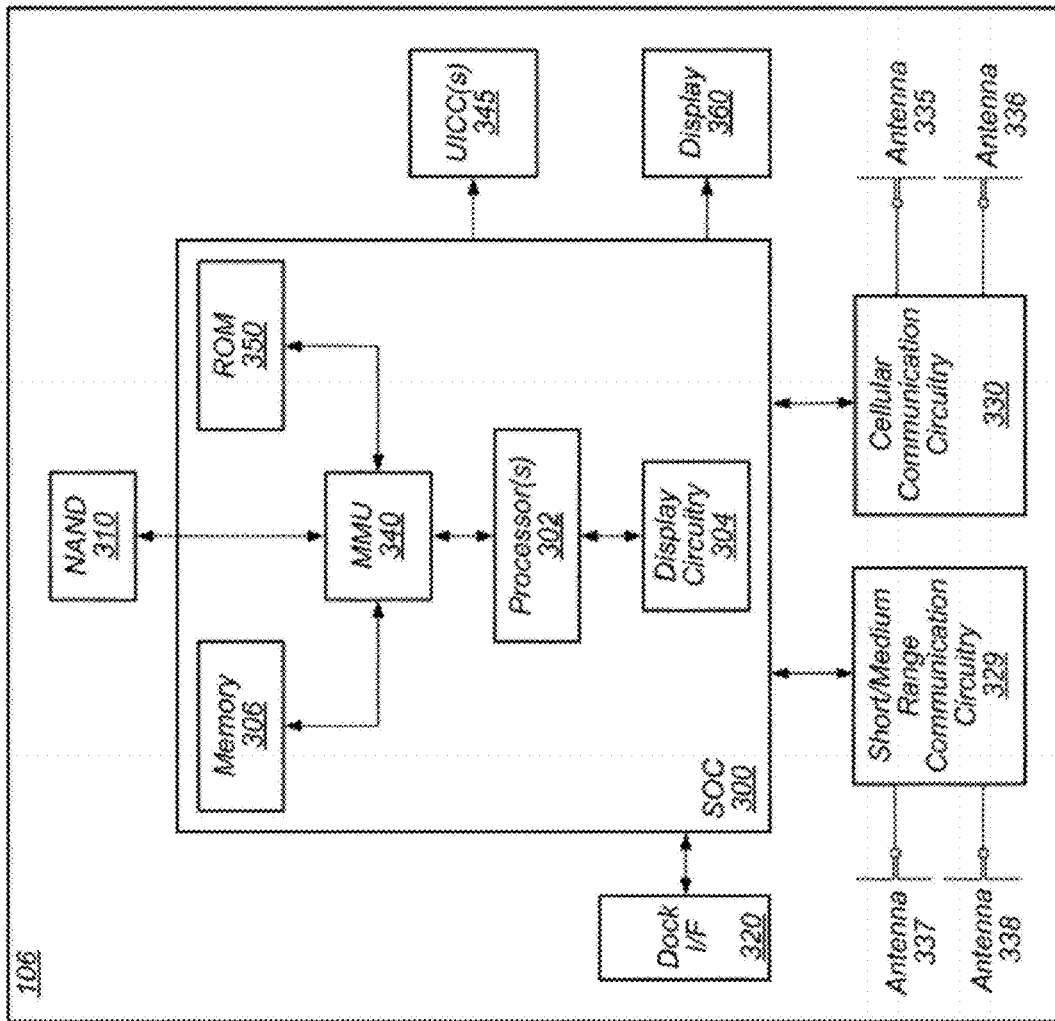 106
NAND
310
UICC(s)
345
Memory
306
ROM
350
MMU
340
Display
360
Processor(s)
302
Dock
I/F
320
Display
Circuitry
304
SOC
300
Short/Medium
Range
Communication
Circuitry
329
Cellular
Communication
Circuitry
330
Antenna
337
Antenna
338
Antenna
335
Antenna
336